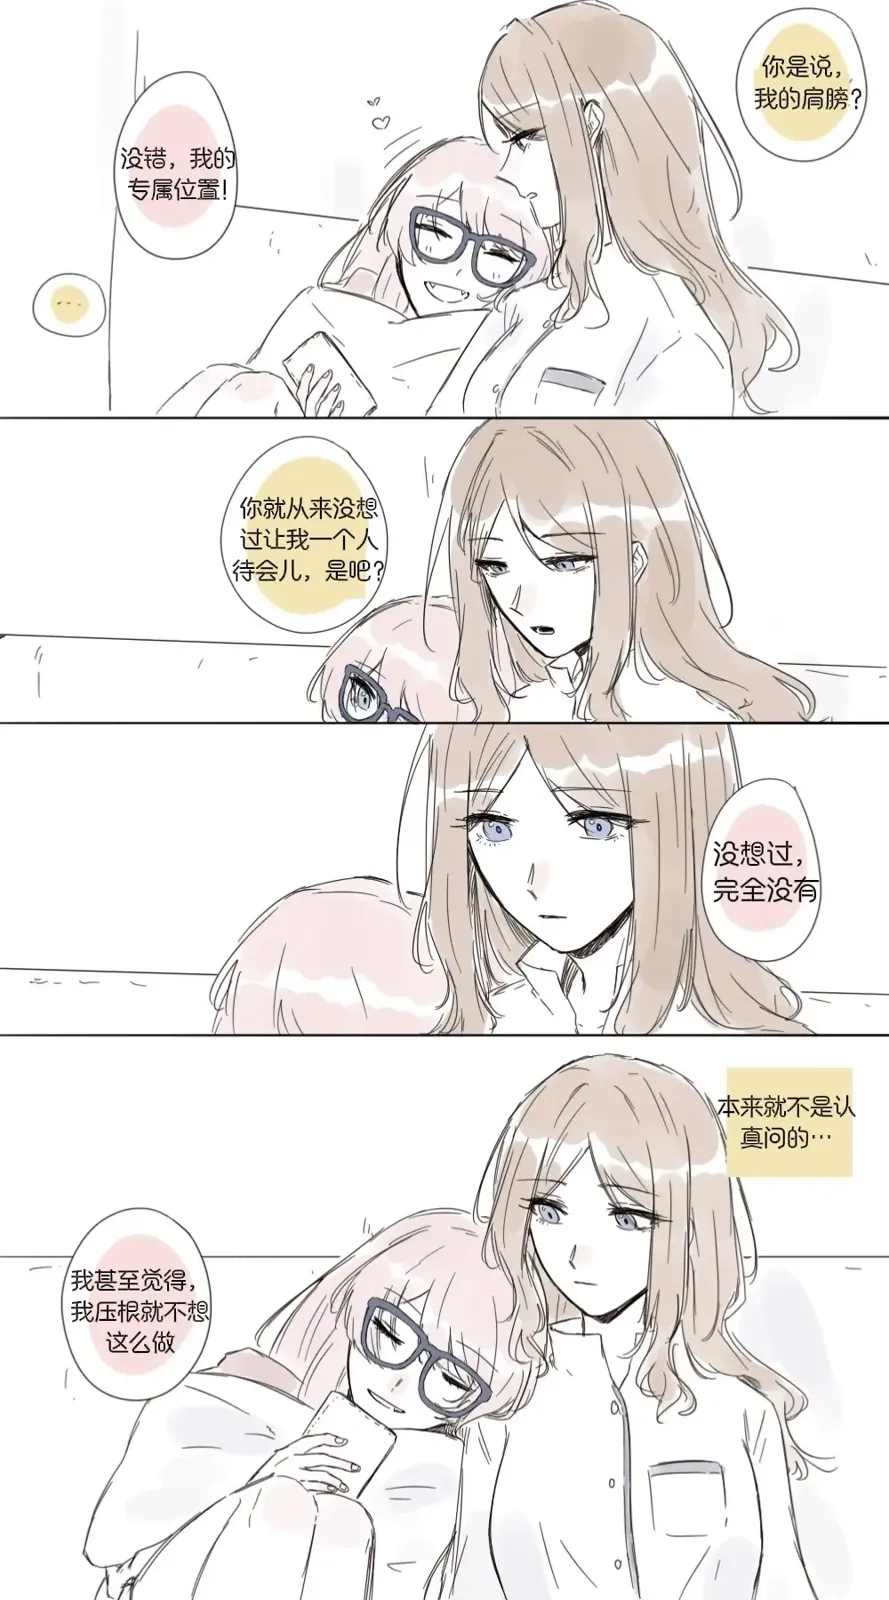 你是说，
我的肩膀？
没错，我的
专属位置！
…
你就从来没想
过让我一个人
待会儿，是吧？
没想过，
完全没有
本来就不是认
真问的…
我甚至觉得，
我压根就不想
这么做